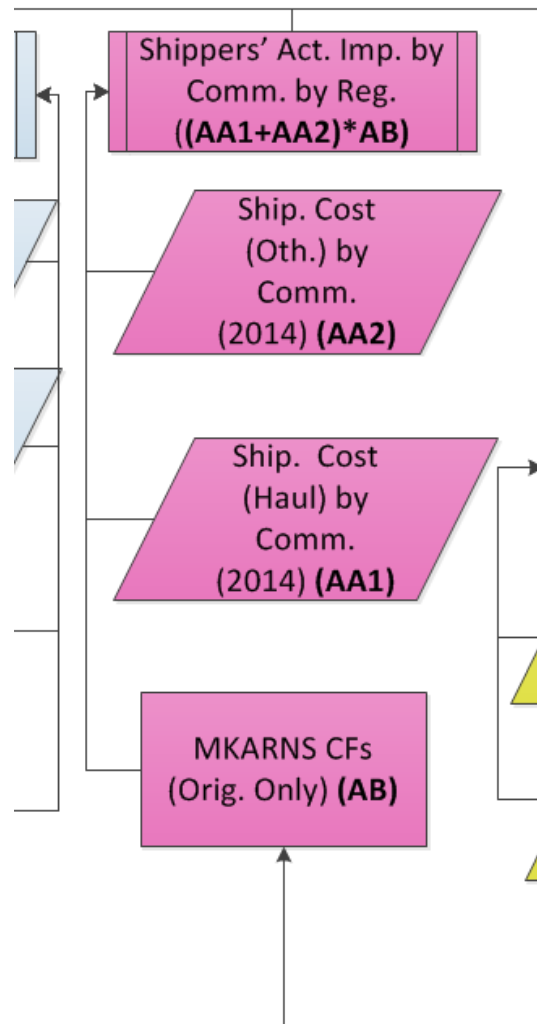 Shippers' Act. Imp. by
Comm. by Reg.
((AA1+AA2)*AB)
Ship. Cost
(Oth.) by
Comm.
(2014) (AA2)
Ship. Cost
(Haul) by
Comm.
(2014) (AA1)
MKARNS CFs
(Orig. Only) (AB)